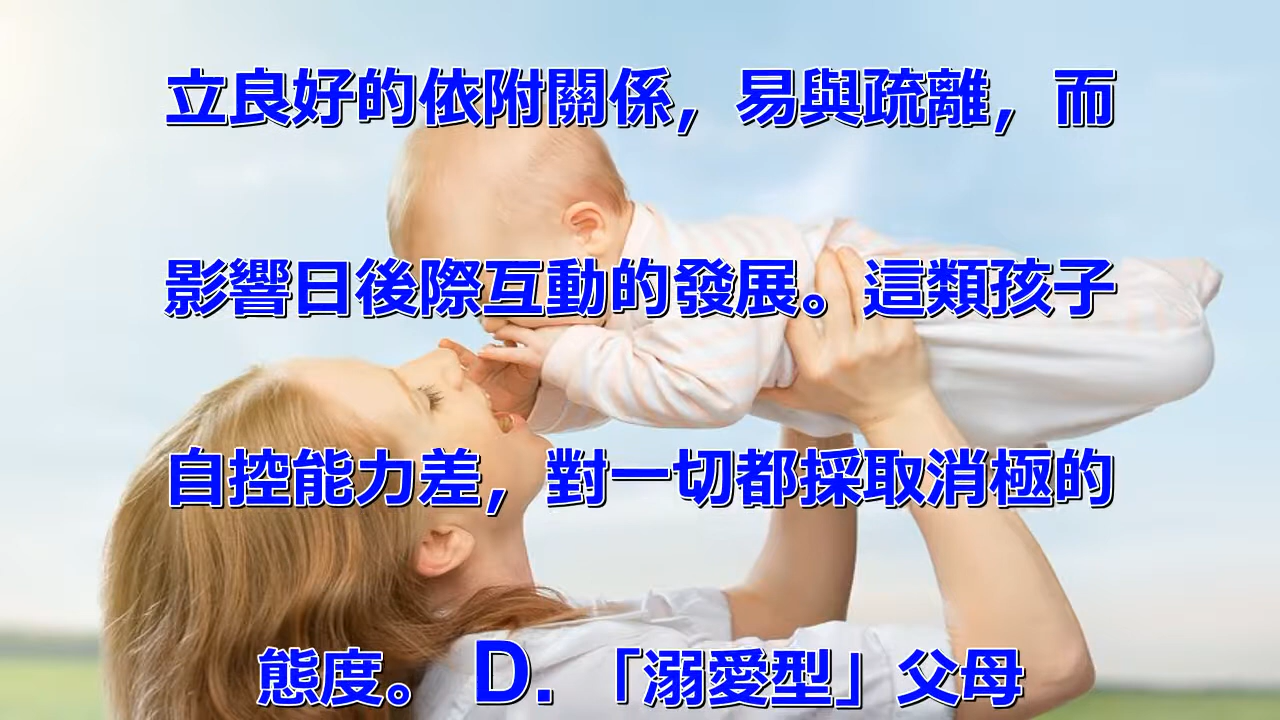 立良好的依附關係，易與疏離，而
影響日後際互動的發展。這類孩子
自控能力差，對一切都採取消極的
態度。 D. 「溺愛型」父母